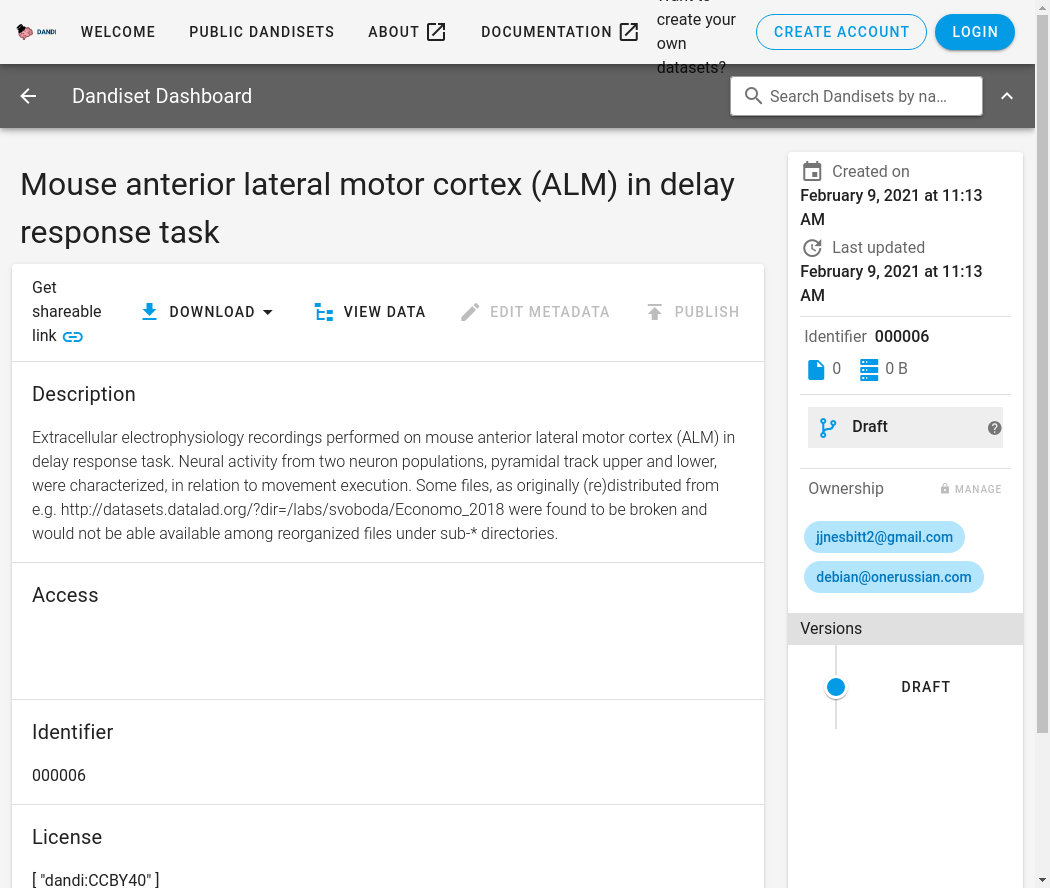 DANDI
WELCOME
PUBLIC DANDISETS
ABOUT
DOCUMENTATION
create your
own
datasets?
CREATE ACCOUNT
LOGIN
Dandiset Dashboard
Search Dandisets by na…
Mouse anterior lateral motor cortex (ALM) in delay
response task
Get
shareable
link
DOWNLOAD
VIEW DATA
EDIT METADATA
PUBLISH
Description
Extracellular electrophysiology recordings performed on mouse anterior lateral motor cortex (ALM) in
delay response task. Neural activity from two neuron populations, pyramidal track upper and lower,
were characterized, in relation to movement execution. Some files, as originally (re)distributed from
e.g. http://datasets.datalad.org/?dir=/labs/svoboda/Economo_2018 were found to be broken and
would not be able available among reorganized files under sub-* directories.
Access
Identifier
000006
License
[ "dandi:CCBY40" ]
Created on
February 9, 2021 at 11:13
AM
Last updated
February 9, 2021 at 11:13
AM
Identifier 000006
0
0 B
Draft
Ownership
MANAGE
jjnesbitt2@gmail.com
debian@onerussian.com
Versions
DRAFT